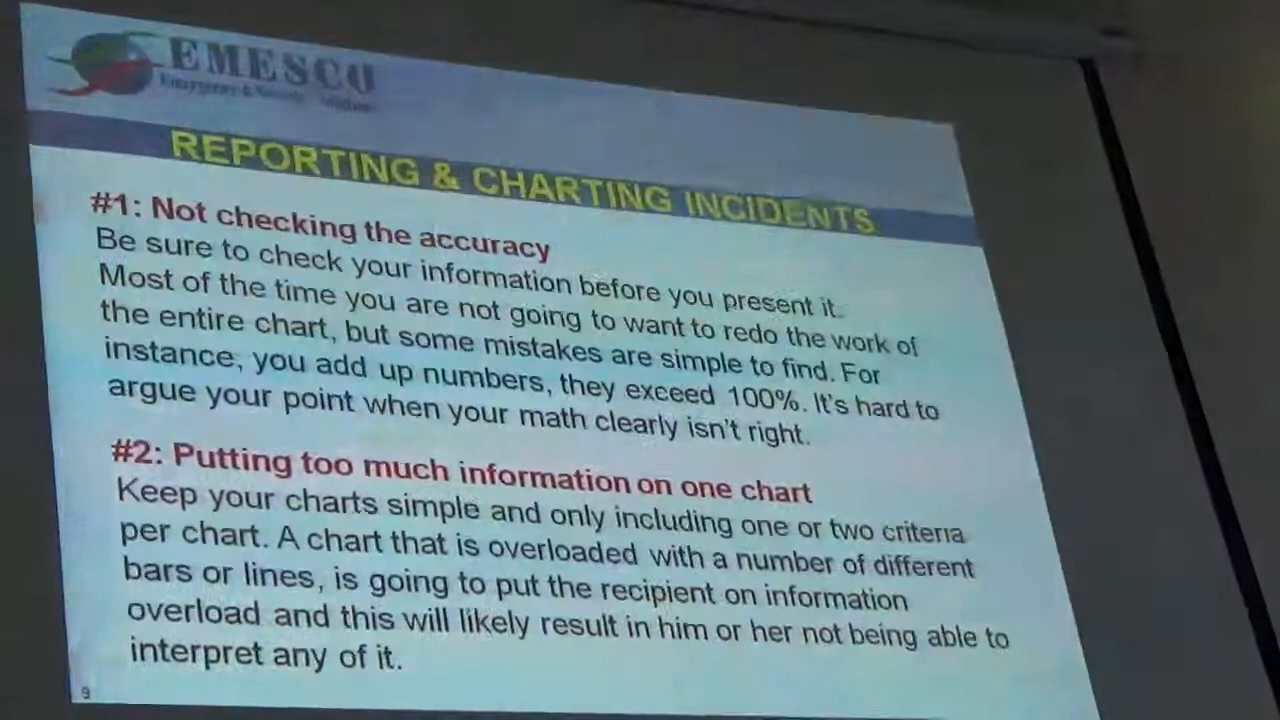 EMESCO
Emergency & Security
REPORTING & CHARTING INCIDENTS
#1: Not checking the accuracy
Be sure to check your information before you present it.
Most of the time you are not going to want to redo the work of
the entire chart, but some mistakes are simple to find. For
instance, you add up numbers, they exceed 100%. It's hard to
argue your point when your math clearly isn't right.
#2: Putting too much information on one chart
Keep your charts simple and only including one or two criteria
per chart. A chart that is overloaded with a number of different
bars or lines, is going to put the recipient on information
overload and this will likely result in him or her not being able to
interpret any of it.
9